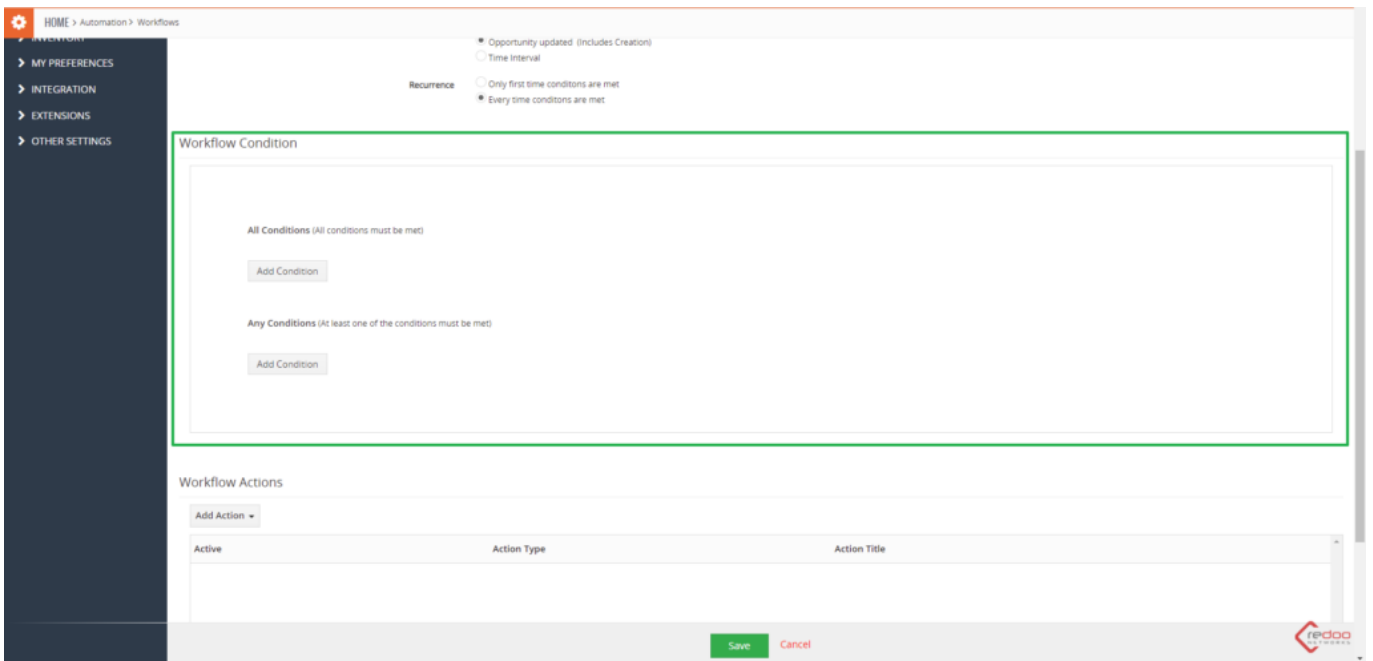 HOME > Automation > Workflows
INVENTORY
Opportunity updated (Includes Creation)
MY PREFERENCES
Time Interval
INTEGRATION
Recurrence
Only first time conditons are met
Every time conditons are met
EXTENSIONS
OTHER SETTINGS
Workflow Condition
All Conditions (All conditions must be met)
Add Condition
Any Conditions (At least one of the conditions must be met)
Add Condition
Workflow Actions
Add Action
Active Action Type Action Title
Save Cancel
redoo
NETWORKS